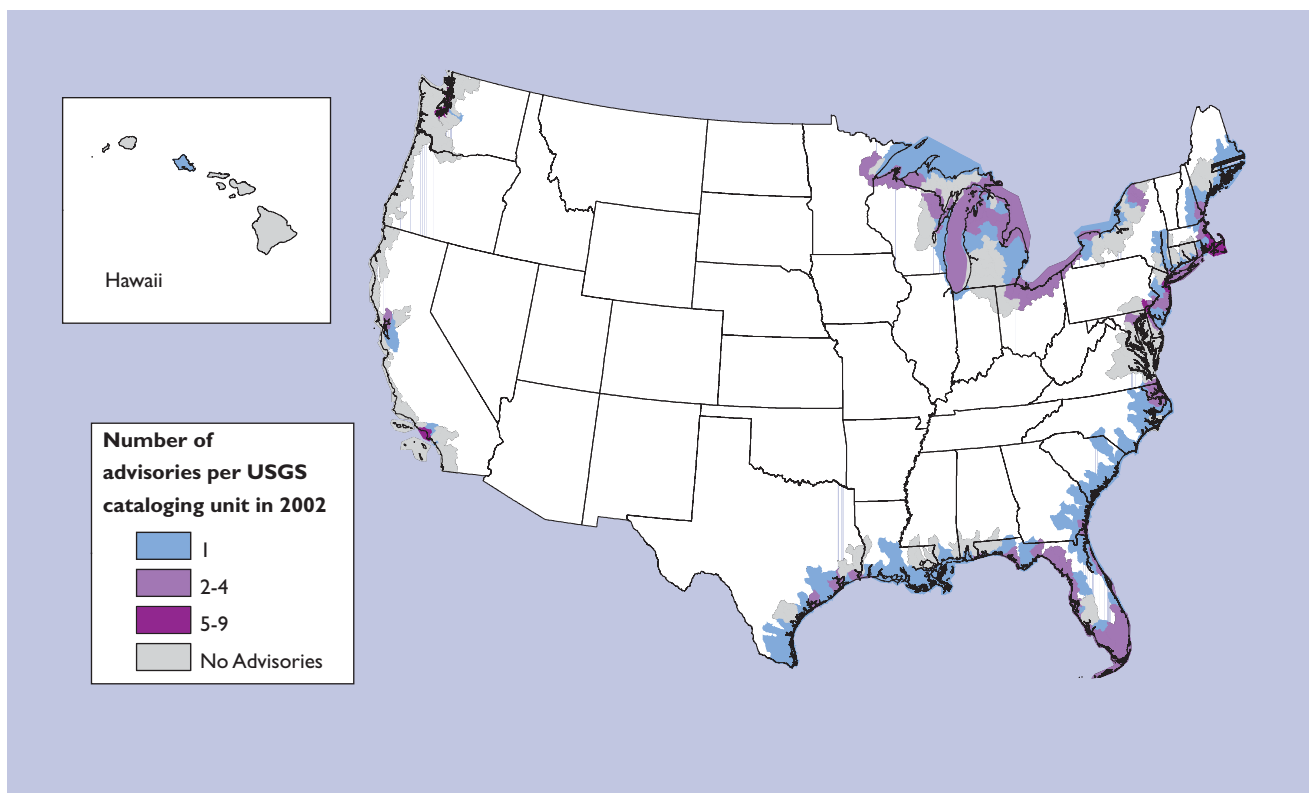 Hawaii
Number of
advisories per USGS
cataloging unit in 2002
1
2-4
5-9
No Advisories